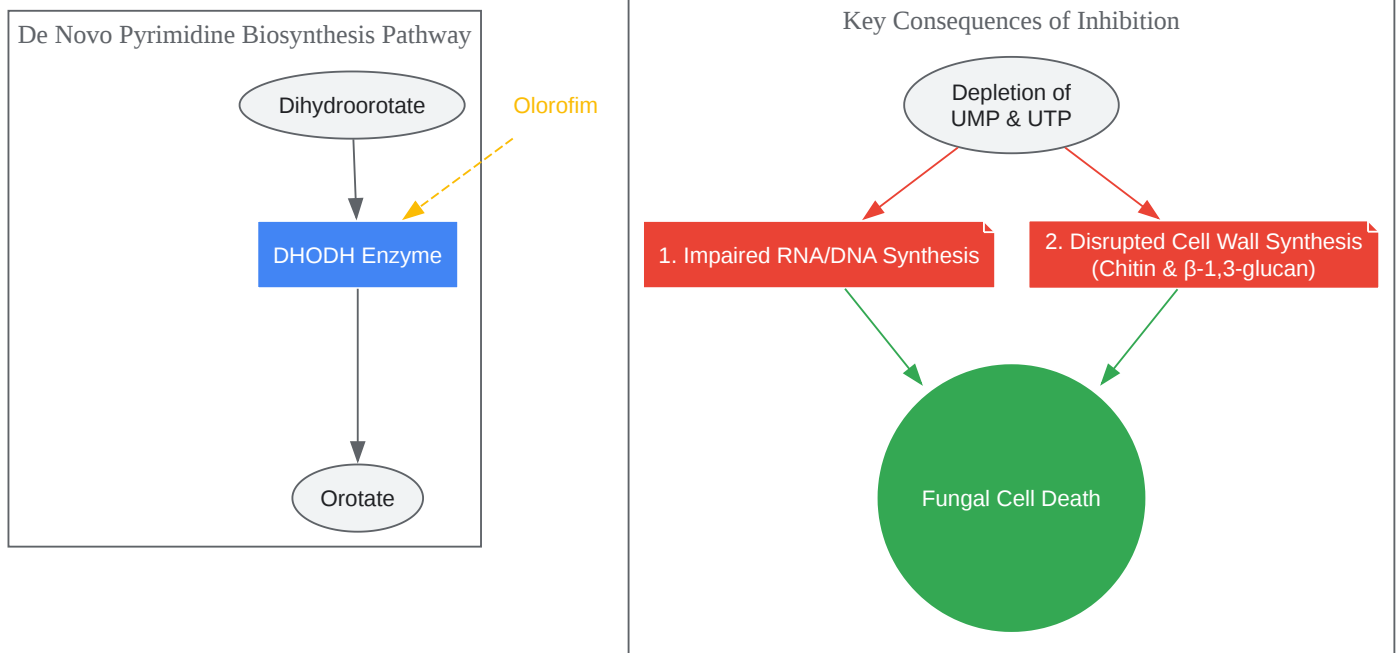 De Novo Pyrimidine Biosynthesis Pathway
Dihydroorotate
Olorofim
DHODH Enzyme
Orotate
Key Consequences of Inhibition
Depletion of
UMP & UTP
1. Impaired RNA/DNA Synthesis
2. Disrupted Cell Wall Synthesis
(Chitin & β-1,3-glucan)
Fungal Cell Death